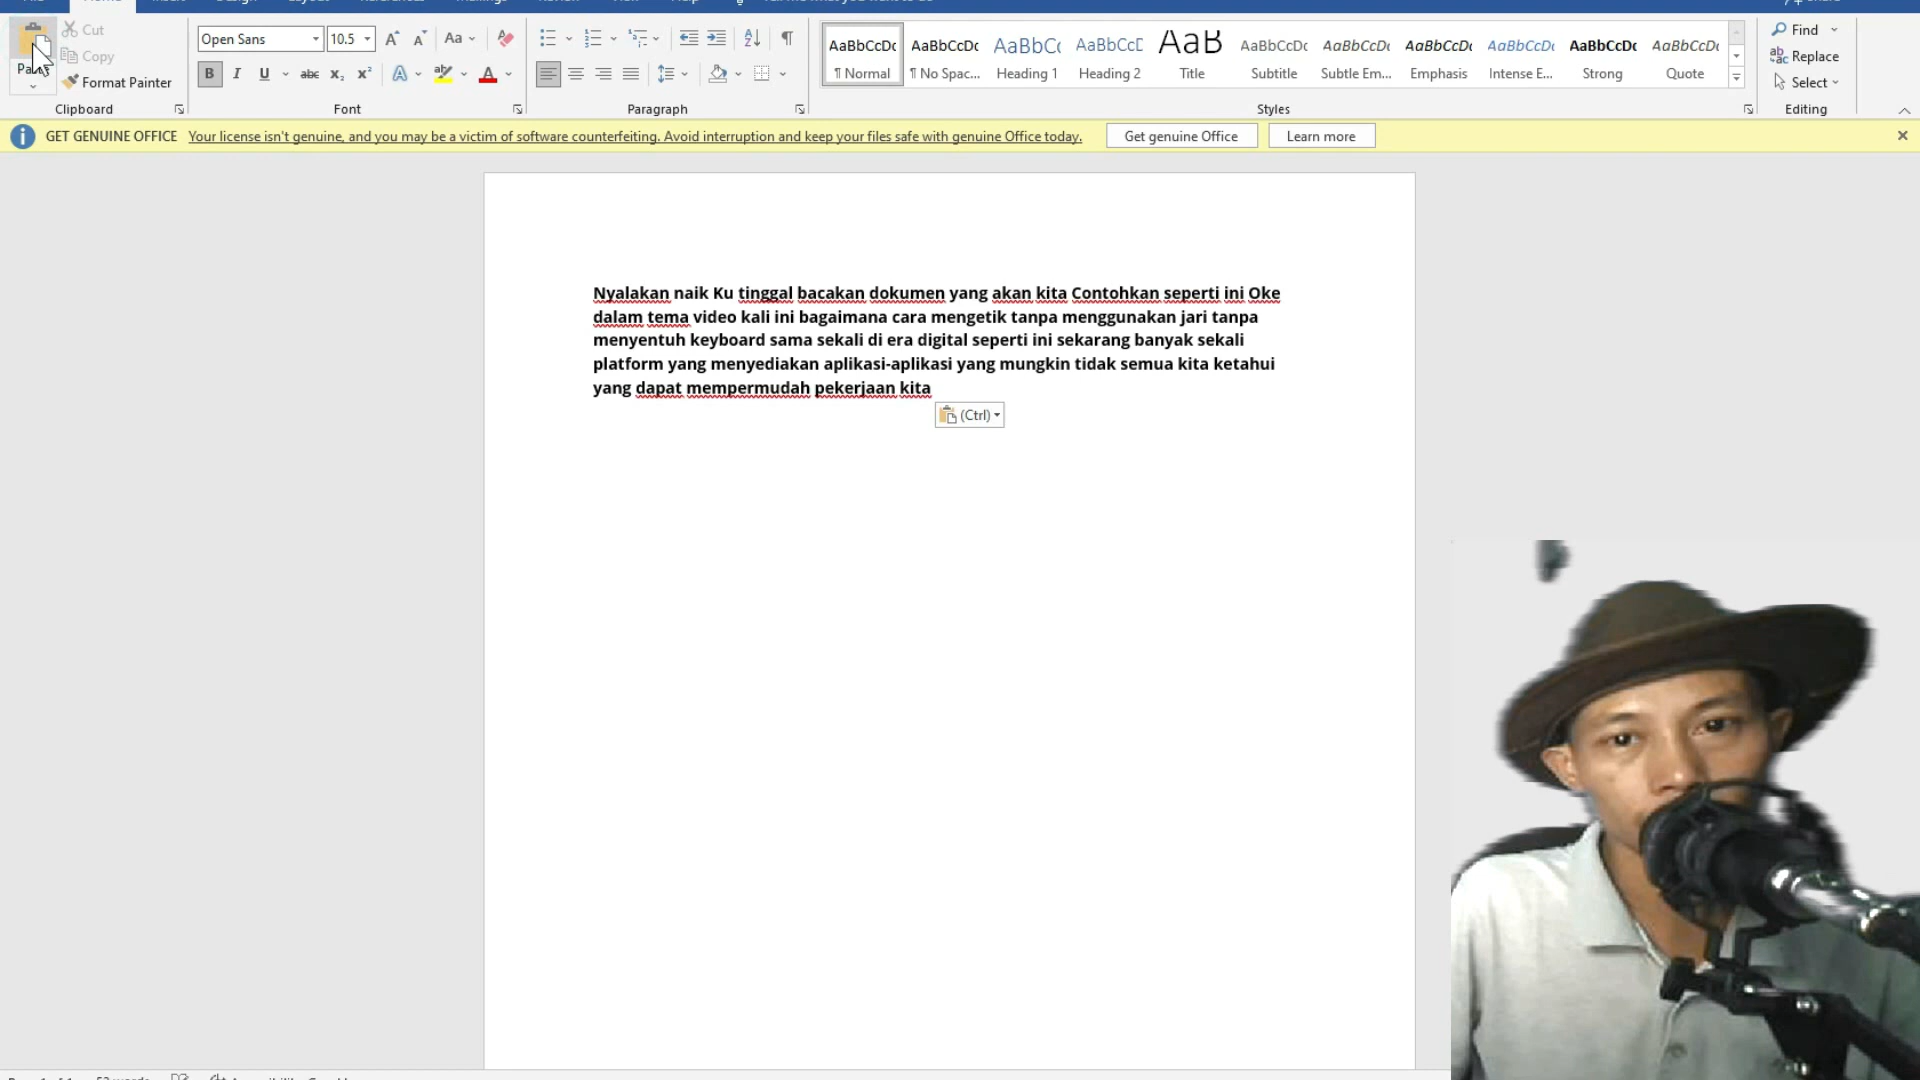 Cut
Copy
Format Painter
Clipboard
Open Sans
10.5
Aa
B I U abc x₂ x² A A
Font
Paragraph
AaBbCcDc AaBbCcDc AaBbCc AaBbCcE AaB AaBbCcDc AaBbCcDc AaBbCcDc AaBbCcDc AaBbCcDc AaBbCcDc
¶ Normal ¶ No Spac... Heading 1 Heading 2 Title Subtitle Subtle Em... Emphasis Intense E... Strong Quote
Styles
Find
Replace
Select
Editing
GET GENUINE OFFICE Your license isn't genuine, and you may be a victim of software counterfeiting. Avoid interruption and keep your files safe with genuine Office today. Get genuine Office Learn more
Nyalakan naik Ku tinggal bacakan dokumen yang akan kita Contohkan seperti ini Oke
dalam tema video kali ini bagaimana cara mengetik tanpa menggunakan jari tanpa
menyentuh keyboard sama sekali di era digital seperti ini sekarang banyak sekali
platform yang menyediakan aplikasi-aplikasi yang mungkin tidak semua kita ketahui
yang dapat mempermudah pekerjaan kita
(Ctrl)